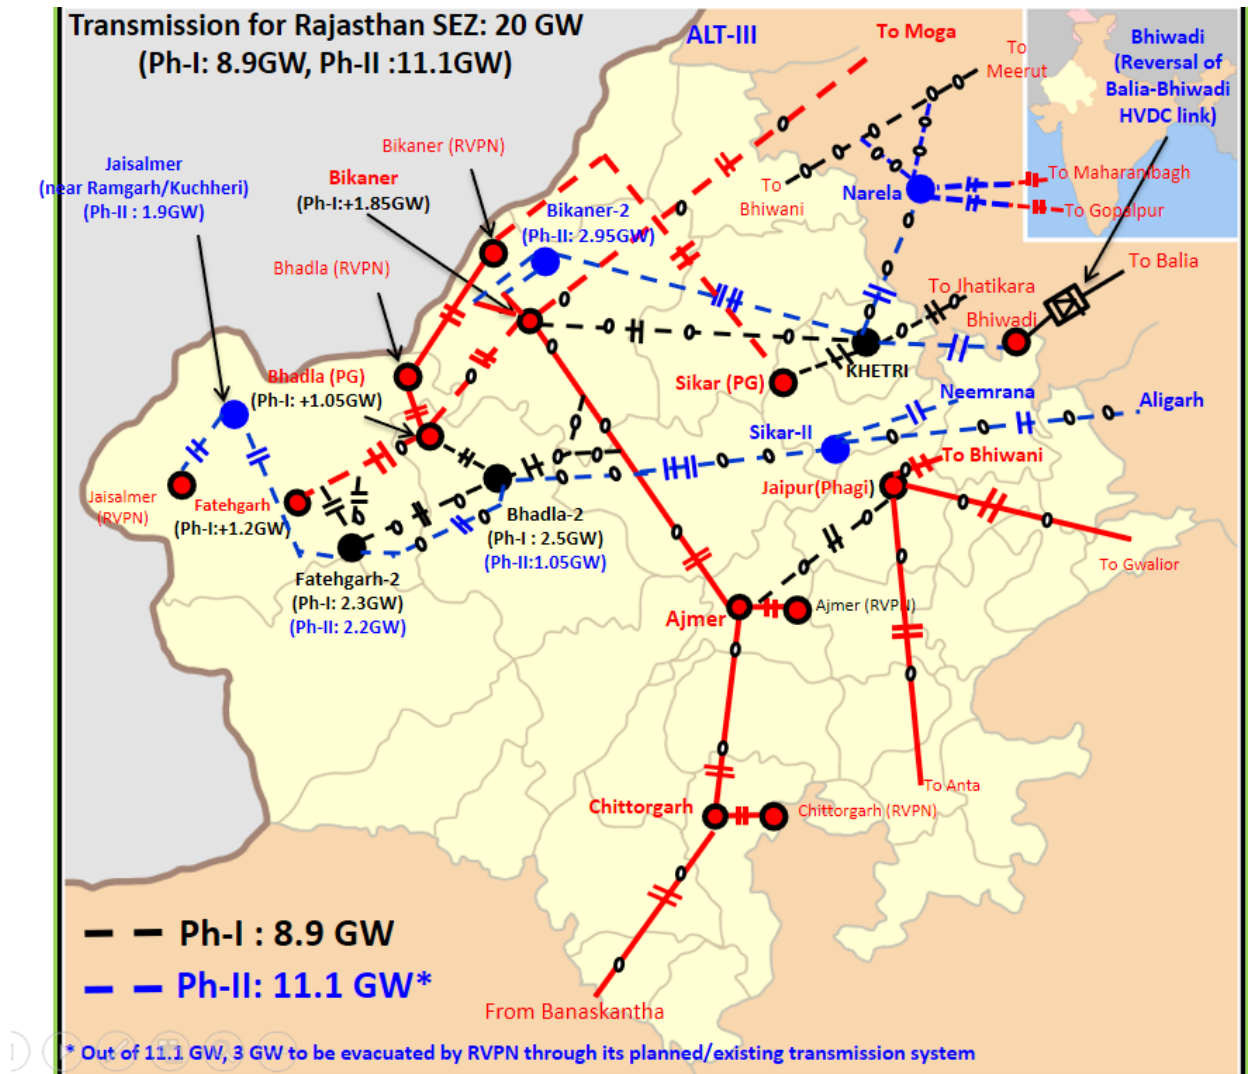 Transmission for Rajasthan SEZ: 20 GW
(Ph-I: 8.9GW, Ph-II :11.1GW)
ALT-III
To Moga
To
Meerut
Bhiwadi
(Reversal of
Balia-Bhiwadi
HVDC link)
Bikaner (RVPN)
Jaisalmer
(near Ramgarh/Kuchheri)
(Ph-II : 1.9GW)
Bikaner
(Ph-I:+1.85GW)
To
Bhiwani
Narela
To Maharanibagh
To Gopalpur
Bikaner-2
(Ph-II: 2.95GW)
Bhadla (RVPN)
To Balia
To Jhatikara
Bhiwadi
KHETRI
Bhadla (PG)
(Ph-I: +1.05GW)
Sikar (PG)
Neemrana
Aligarh
Sikar-II
To Bhiwani
Jaipur(Phagi)
Jaisalmer
(RVPN)
Fatehgarh
(Ph-I:+1.2GW)
Bhadla-2
(Ph-I : 2.5GW)
(Ph-II:1.05GW)
To Gwalior
Fatehgarh-2
(Ph-I: 2.3GW)
(Ph-II: 2.2GW)
Ajmer
Ajmer (RVPN)
To Anta
Chittorgarh
Chittorgarh (RVPN)
Ph-I : 8.9 GW
Ph-II: 11.1 GW*
From Banaskantha
* Out of 11.1 GW, 3 GW to be evacuated by RVPN through its planned/existing transmission system